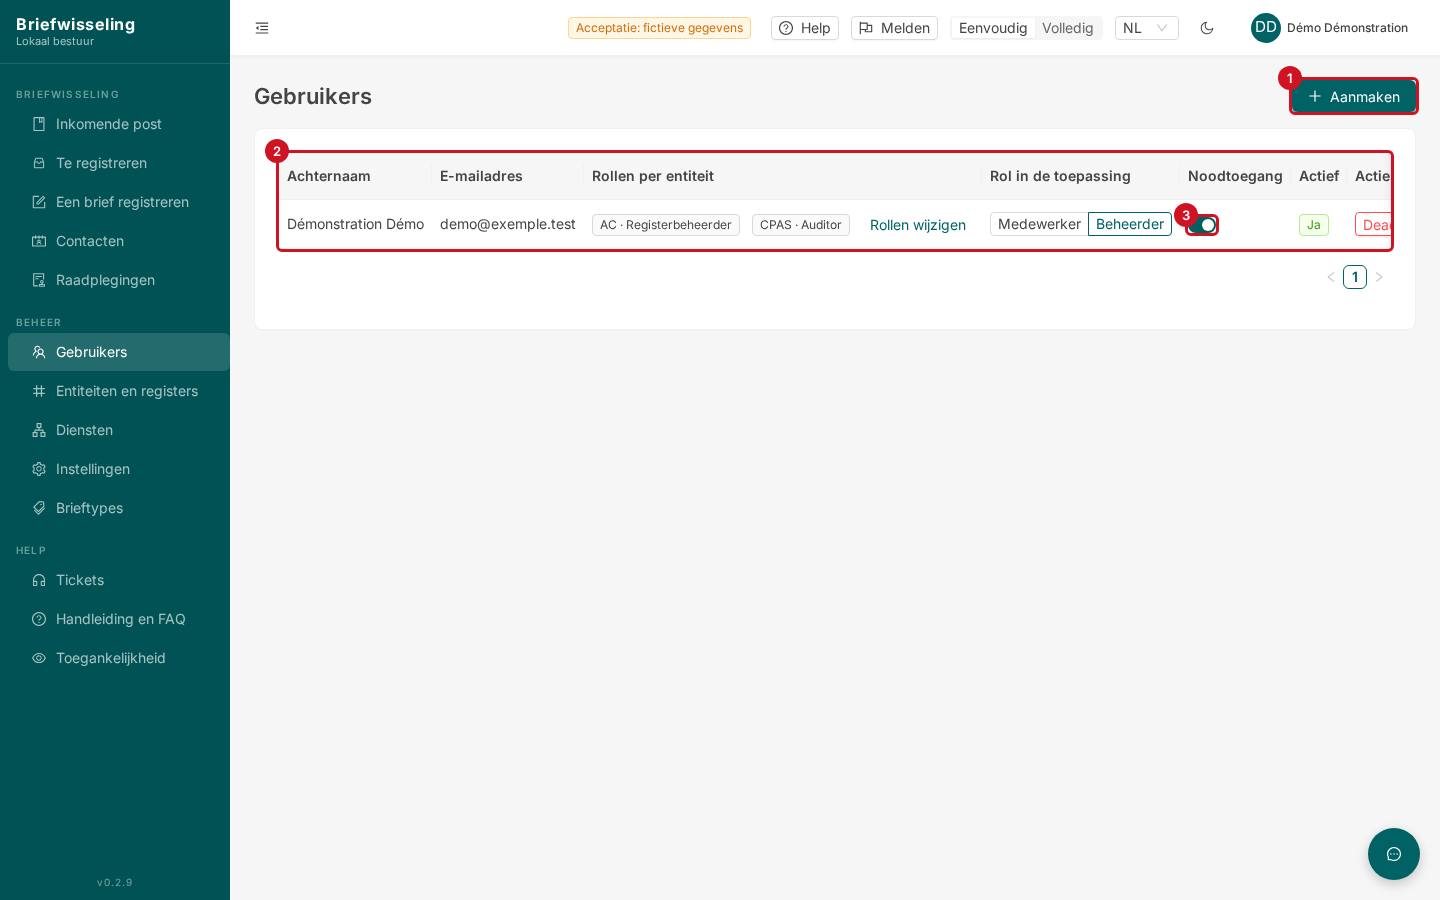 Briefwisseling
Lokaal bestuur
BRIEFWISSELING
Inkomende post
Te registreren
Een brief registreren
Contacten
Raadplegingen
BEHEER
Gebruikers
Entiteiten en registers
Diensten
Instellingen
Brieftypes
HELP
Tickets
Handleiding en FAQ
Toegankelijkheid
v0.2.9
Acceptatie: fictieve gegevens
Help
Melden
Eenvoudig
Volledig
NL
DD
Démo Démonstration
Gebruikers
1
Aanmaken
2
Achternaam
E-mailadres
Rollen per entiteit
Rol in de toepassing
Noodtoegang
Actief
Démonstration Démo
demo@exemple.test
AC · Registerbeheerder
CPAS · Auditor
Rollen wijzigen
Medewerker
Beheerder
3
Ja
1